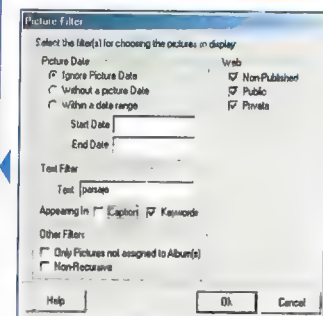 Picture Filter
Select the filter(s) for choosing the pictures to display
Picture Date
Ignore Picture Date
Without a picture Date
Within a date range
Start Date
End Date
Web
Non-Published
Public
Private
Text Filter
Text paisaje
Appearing In Caption Keywords
Other Filters
Only Pictures not assigned to Album(s)
Non-Recursive
Help Ok Cancel